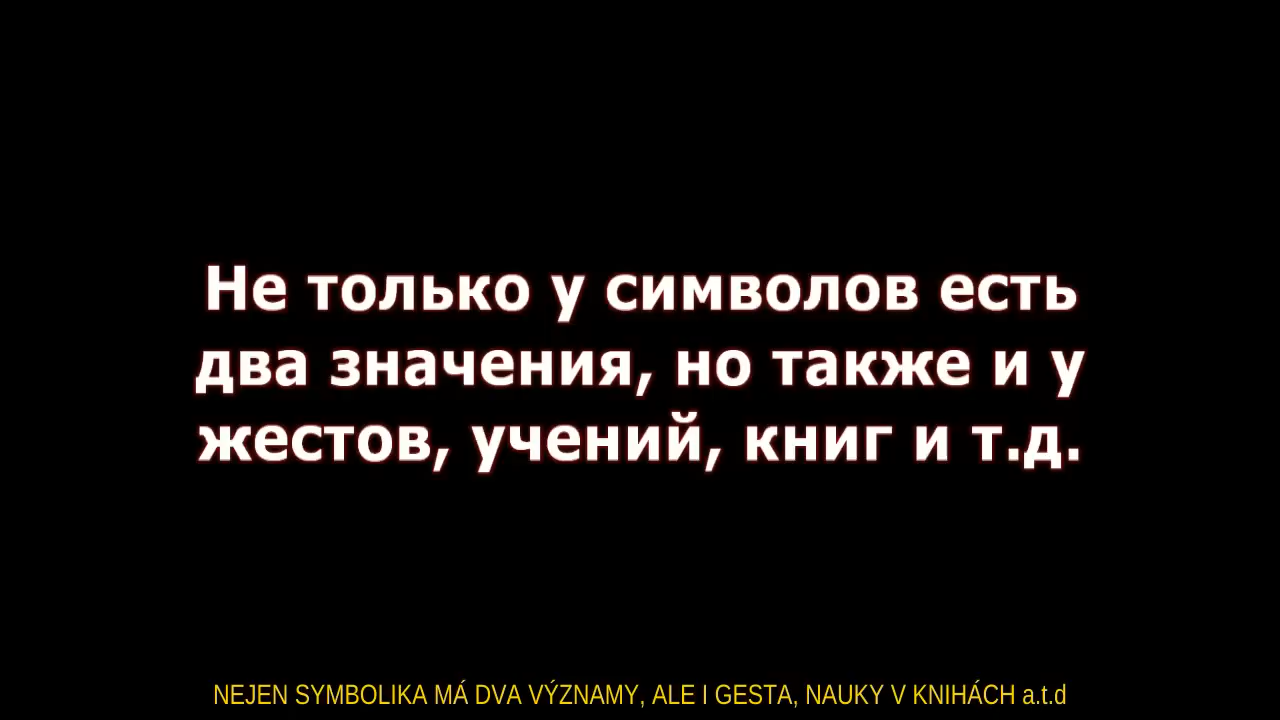 Не только у символов есть
два значения, но также и у
жестов, учений, книг и т.д.
NEJEN SYMBOLIKA MÁ DVA VÝZNAMY, ALE I GESTA, NAUKY V KNIHÁCH a.t.d